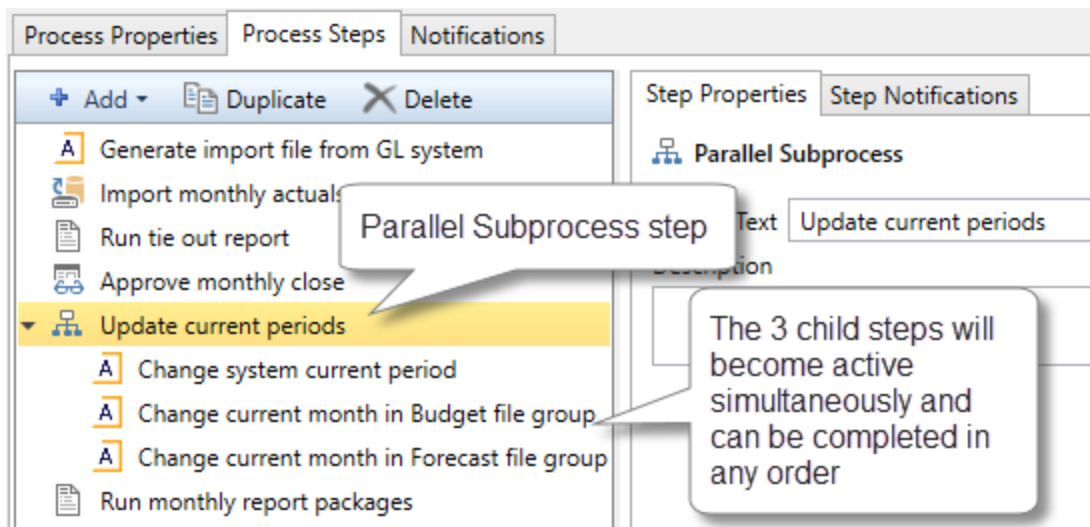 Process Properties Process Steps Notifications
Add Duplicate Delete
Generate import file from GL system
Import monthly actuals
Run tie out report
Approve monthly close
Update current periods
Change system current period
Change current month in Budget file group
Change current month in Forecast file group
Run monthly report packages
Step Properties Step Notifications
Parallel Subprocess
Text Update current periods
Description
Parallel Subprocess step
The 3 child steps will
become active
simultaneously and
can be completed in
any order